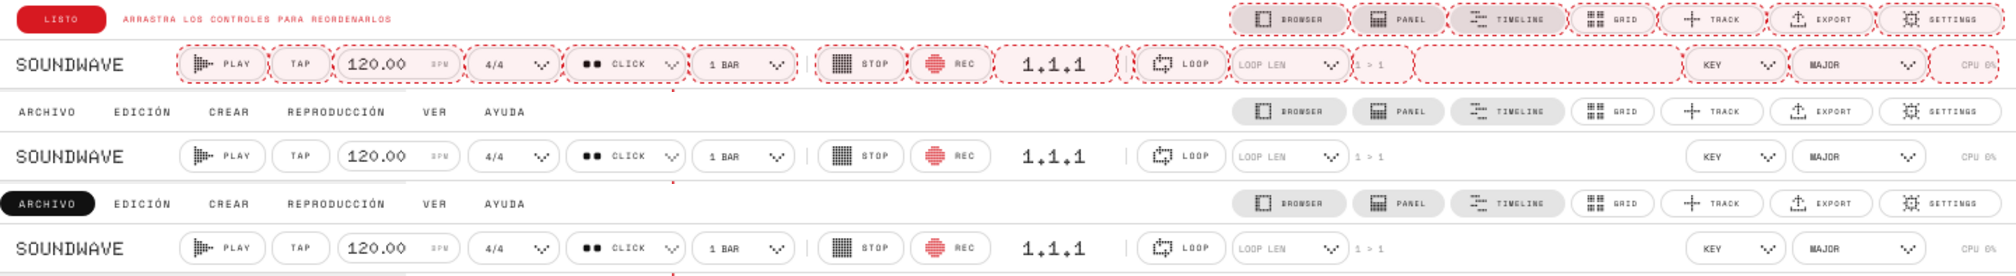 LISTO ARRASTRA LOS CONTROLES PARA REORDENARLOS BROWSER PANEL TIMELINE GRID TRACK EXPORT SETTINGS
SOUNDWAVE PLAY TAP 120.00 BPM 4/4 CLICK 1 BAR STOP REC 1.1.1 LOOP LOOP LEN 1 > 1 KEY MAJOR CPU 0%
ARCHIVO EDICIÓN CREAR REPRODUCCIÓN VER AYUDA BROWSER PANEL TIMELINE GRID TRACK EXPORT SETTINGS
SOUNDWAVE PLAY TAP 120.00 BPM 4/4 CLICK 1 BAR STOP REC 1.1.1 LOOP LOOP LEN 1 > 1 KEY MAJOR CPU 0%
ARCHIVO EDICIÓN CREAR REPRODUCCIÓN VER AYUDA BROWSER PANEL TIMELINE GRID TRACK EXPORT SETTINGS
SOUNDWAVE PLAY TAP 120.00 BPM 4/4 CLICK 1 BAR STOP REC 1.1.1 LOOP LOOP LEN 1 > 1 KEY MAJOR CPU 0%